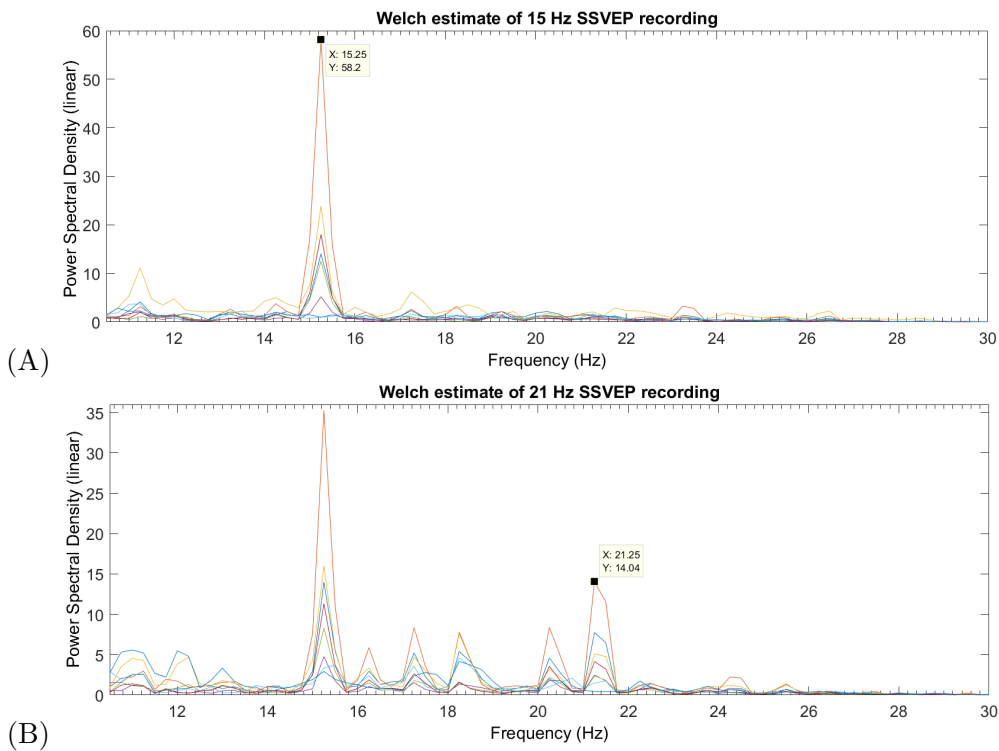 Welch estimate of 15 Hz SSVEP recording
60
50
40
30
20
10
0
Power Spectral Density (linear)
X: 15.25
Y: 58.2
12 14 16 18 20 22 24 26 28 30
Frequency (Hz)
(A)
Welch estimate of 21 Hz SSVEP recording
35
30
25
20
15
10
5
0
Power Spectral Density (linear)
X: 21.25
Y: 14.04
12 14 16 18 20 22 24 26 28 30
Frequency (Hz)
(B)